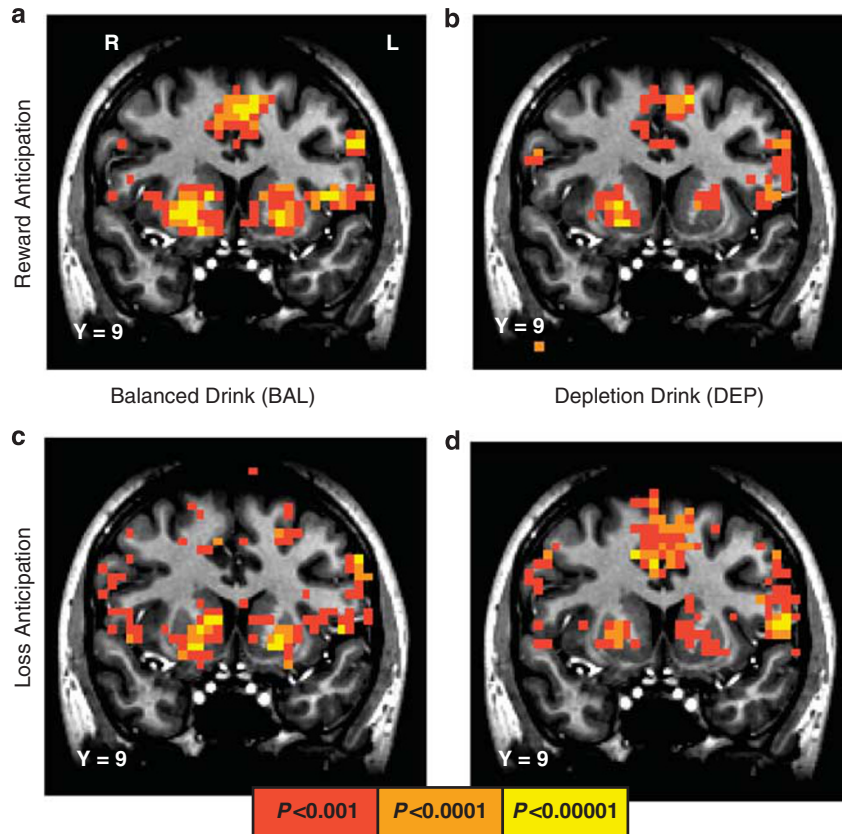 a
b
R
L
Reward Anticipation
Y = 9
Y = 9
Balanced Drink (BAL)
Depletion Drink (DEP)
c
d
Loss Anticipation
Y = 9
Y = 9
P<0.001
P<0.0001
P<0.00001